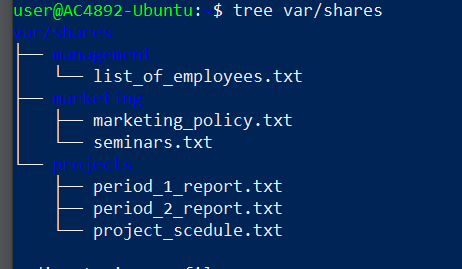 user@AC4892-Ubuntu:~$ tree var/shares
var/shares
├── management
│   └── list_of_employees.txt
├── marketing
│   ├── marketing_policy.txt
│   └── seminars.txt
└── projects
    ├── period_1_report.txt
    ├── period_2_report.txt
    └── project_scedule.txt